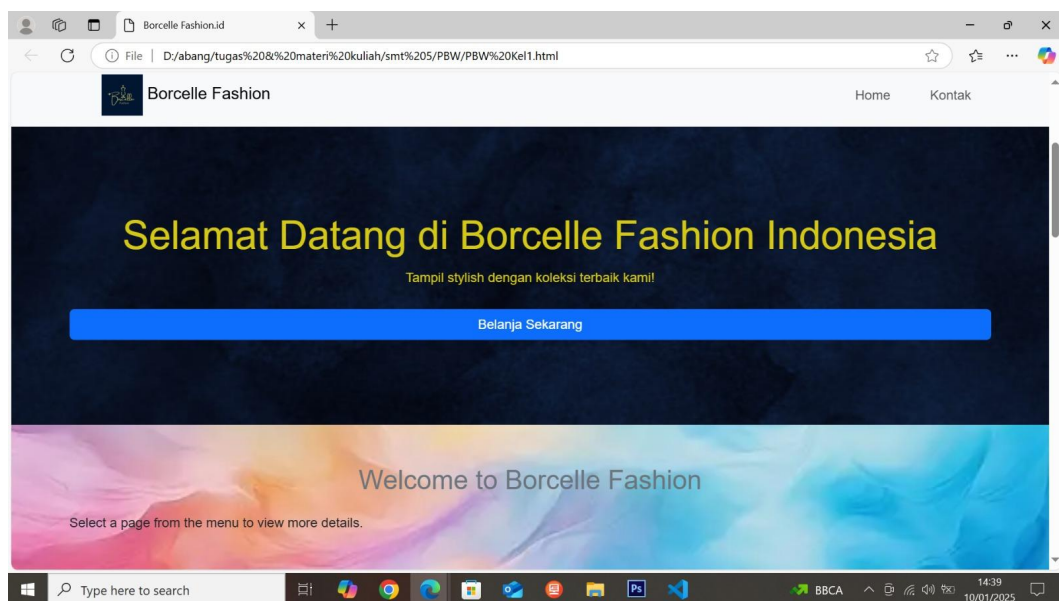 Borcelle Fashion.id
File | D:/abang/tugas%20&%20materi%20kuliah/smt%205/PBW/PBW%20Kel1.html
Borcelle Fashion
Home Kontak
Selamat Datang di Borcelle Fashion Indonesia
Tampil stylish dengan koleksi terbaik kami!
Belanja Sekarang
Welcome to Borcelle Fashion
Select a page from the menu to view more details.
Type here to search
Ps
BBCA
14:39
10/01/2025